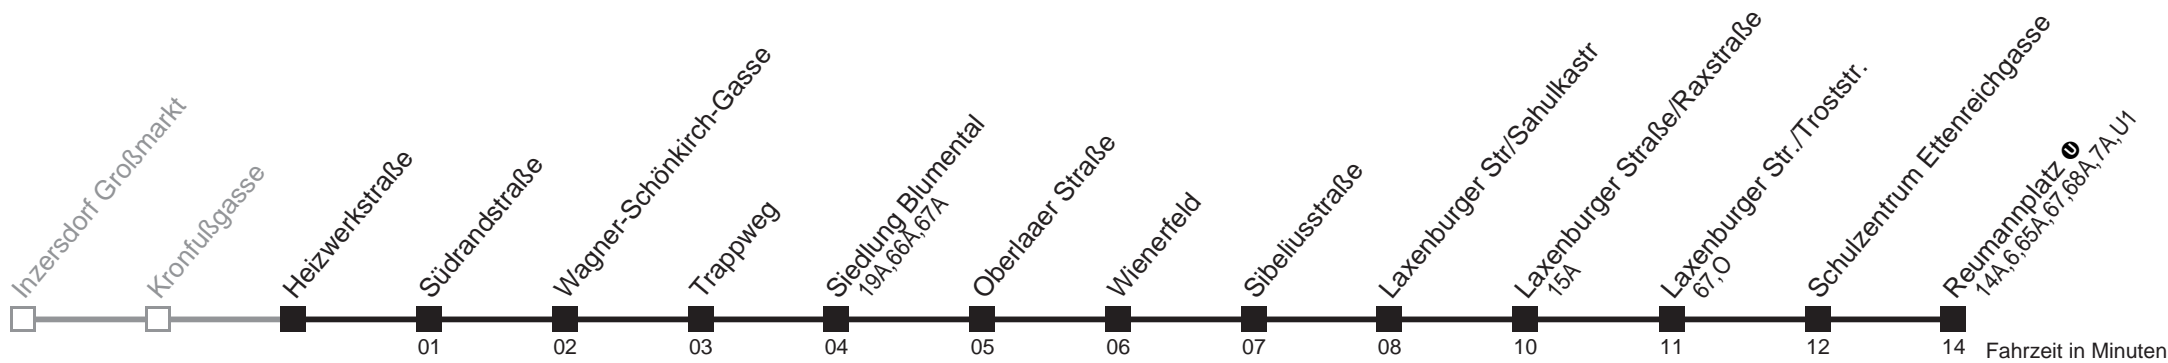 Inzersdorf Großmarkt
Kronfußgasse
Heizwerkstraße
Südrandstraße
Wagner-Schönkirch-Gasse
Trappweg
Siedlung Blumental
19A,66A,67A
Oberlaaer Straße
Wienerfeld
Sibeliusstraße
Laxenburger Str/Sahulkastr
Laxenburger Straße/Raxstraße
15A
Laxenburger Str./Troststr.
67,O
Schulzentrum Ettenreichgasse
Reumannplatz U
14A,6,65A,67,68A,7A,U1
01 02 03 04 05 06 07 08 10 11 12 14 Fahrzeit in Minuten